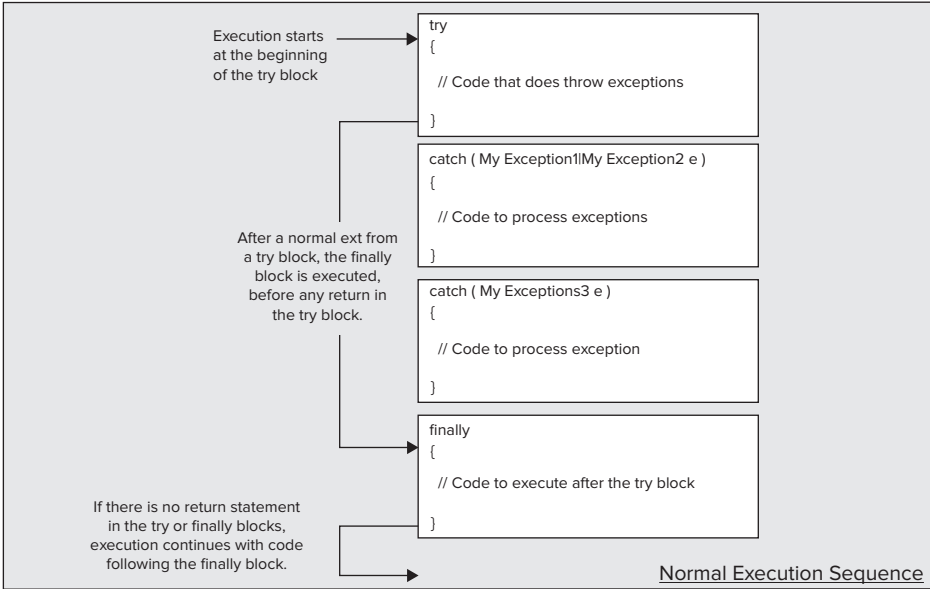 Execution starts
at the beginning
of the try block
try
{
// Code that does throw exceptions
}
catch ( My Exception1|My Exception2 e )
{
// Code to process exceptions
}
After a normal ext from
a try block, the finally
block is executed,
before any return in
the try block.
catch ( My Exceptions3 e )
{
// Code to process exception
}
finally
{
// Code to execute after the try block
}
If there is no return statement
in the try or finally blocks,
execution continues with code
following the finally block.
Normal Execution Sequence